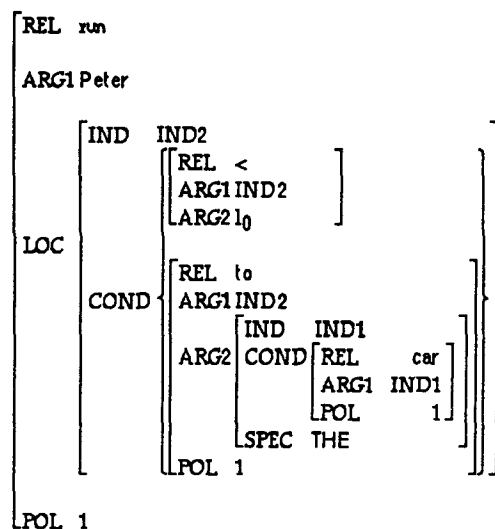 REL run
ARG1 Peter
IND IND2
REL <
ARG1 IND2
ARG2 l0
LOC
REL to
COND
ARG1 IND2
IND IND1
ARG2 COND REL car
ARG1 IND1
POL 1
SPEC THE
POL 1
POL 1